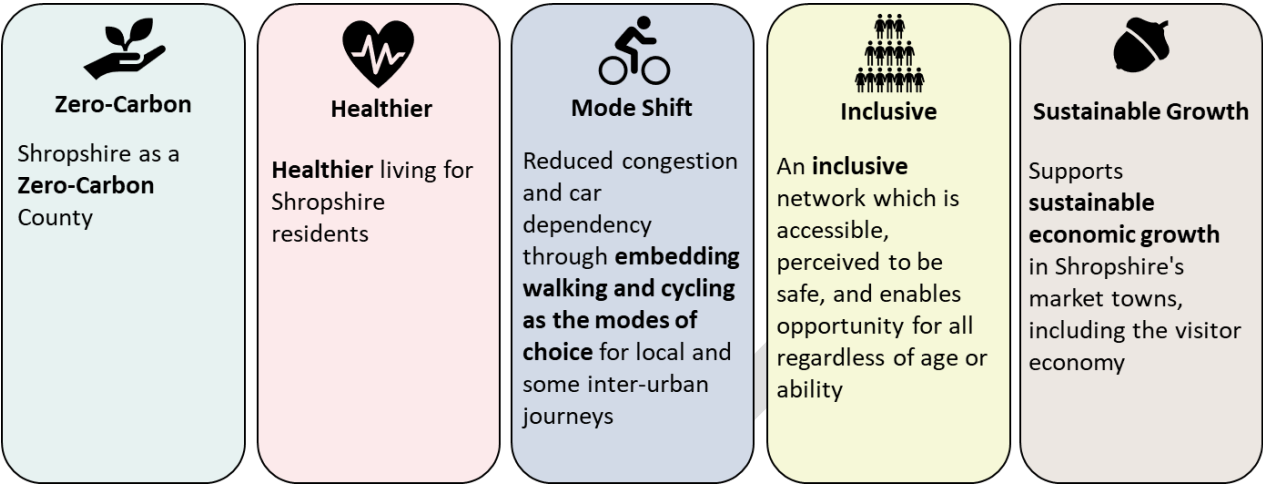 Zero-Carbon
Shropshire as a
Zero-Carbon
County
Healthier
Healthier living for
Shropshire
residents
Mode Shift
Reduced congestion
and car
dependency
through embedding
walking and cycling
as the modes of
choice for local and
some inter-urban
journeys
Inclusive
An inclusive
network which is
accessible,
perceived to be
safe, and enables
opportunity for all
regardless of age or
ability
Sustainable Growth
Supports
sustainable
economic growth
in Shropshire's
market towns,
including the visitor
economy